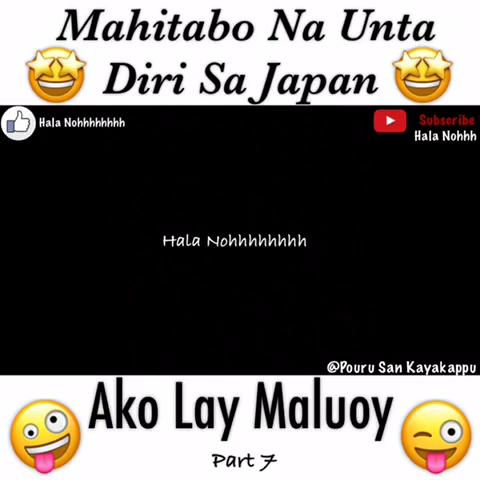 Mahitabo Na Unta
Diri Sa Japan
Hala Nohhhhhhhh
Subscribe
Hala Nohhh
Hala Nohhhhhhhhh
@Pouru San Kayakappu
Ako Lay Maluoy
Part 7